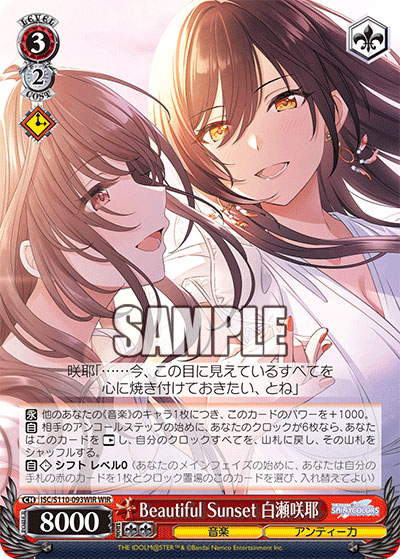 LEVEL
3
2
COST
SAMPLE
咲耶「……今、この目に見えているすべてを
心に焼き付けておきたい、とね」
永 他のあなたの《音楽》のキャラ1枚につき、このカードのパワーを＋1000。
自 相手のアンコールステップの始めに、あなたのクロックが6枚なら、あなたはこのカードを
し、自分のクロックすべてを、山札に戻し、その山札をシャッフルする。
自 シフト レベル0 (あなたのメインフェイズの始めに、あなたは自分の手札の赤のカードを1枚と
クロック置場のこのカードを選び、入れ替えてよい)
CH ISC/S110-093WIR WIR
8000
Beautiful Sunset 白瀬咲耶
SHINYCOLORS
音楽
アンティーカ
THE IDOLM@STER™& ©Bandai Namco Entertainment Inc.